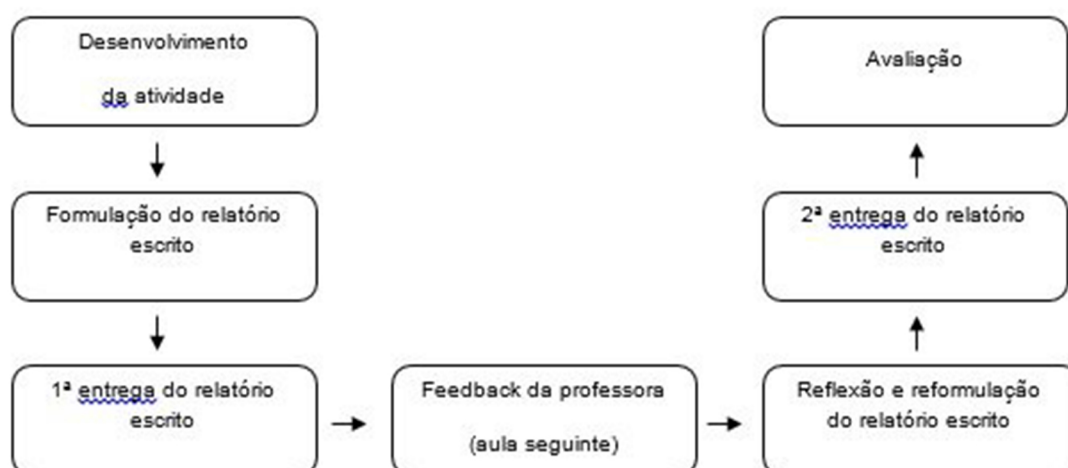 Desenvolvimento
da atividade
Formulação do relatório
escrito
1ª entrega do relatório
escrito
Feedback da professora
(aula seguinte)
Reflexão e reformulação
do relatório escrito
2ª entrega do relatório
escrito
Avaliação